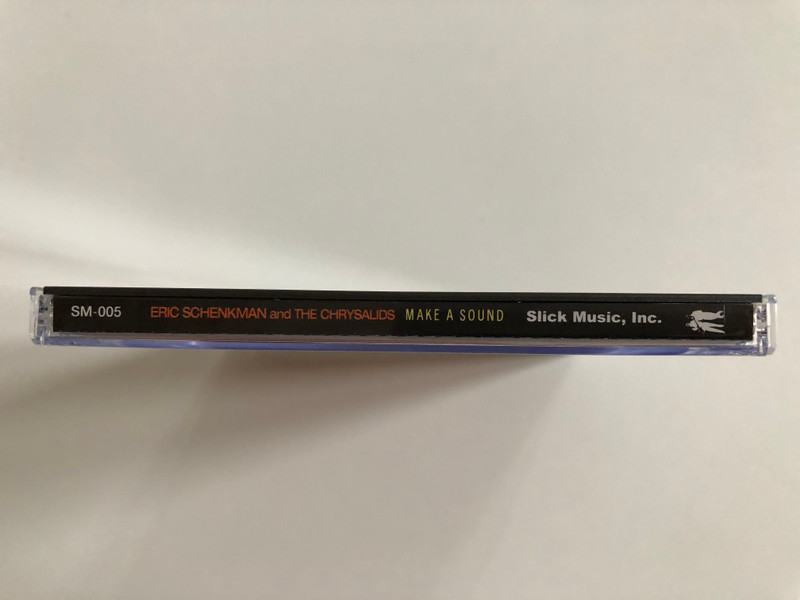 SM-005 ERIC SCHENKMAN and THE CHRYSALIDS MAKE A SOUND Slick Music, Inc.